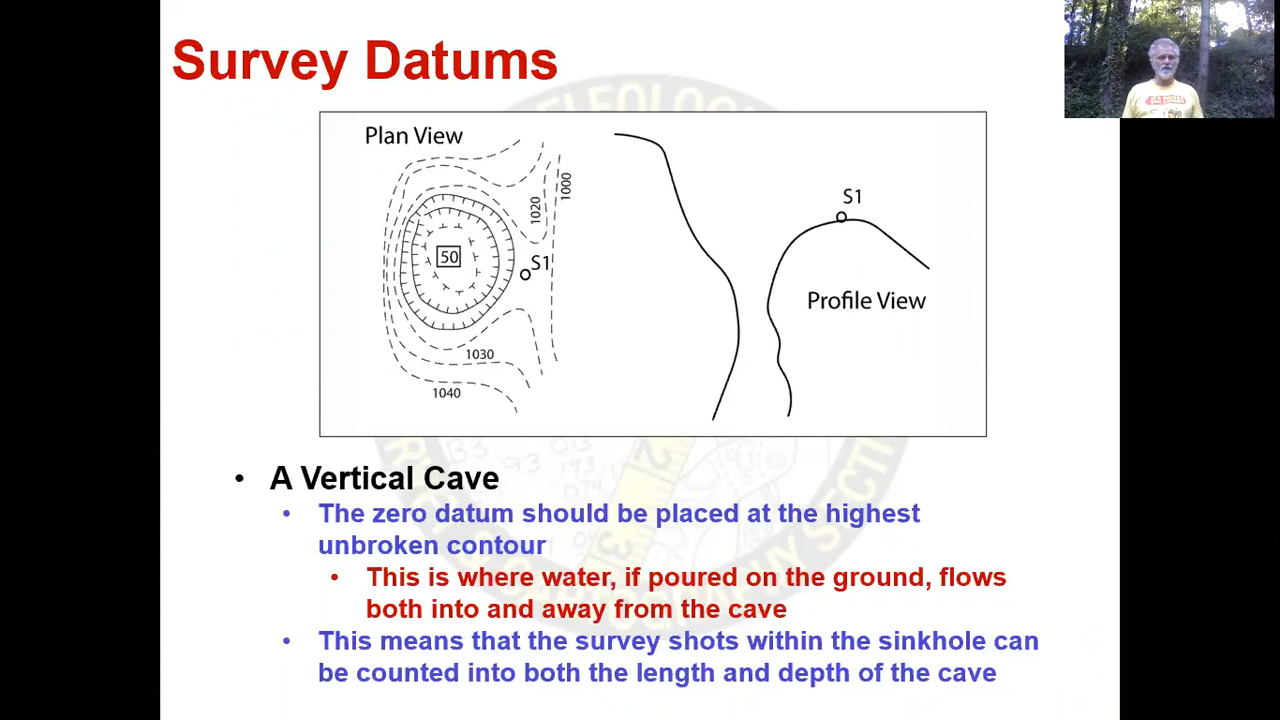 Survey Datums
Plan View
1020
1000
50
S1
1030
1040
S1
Profile View
• A Vertical Cave
• The zero datum should be placed at the highest
unbroken contour
• This is where water, if poured on the ground, flows
both into and away from the cave
• This means that the survey shots within the sinkhole can
be counted into both the length and depth of the cave